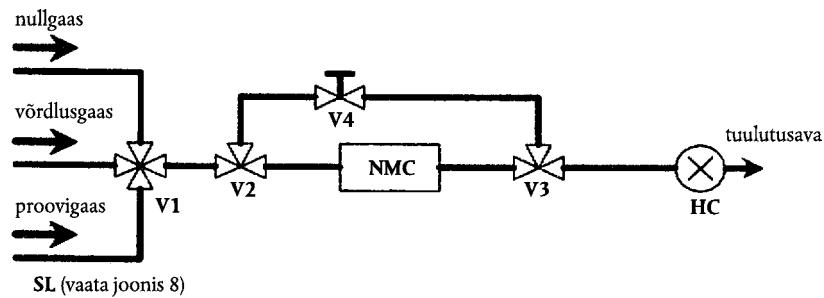 nullgaas
võrdlusgaas
V4
tuulutusava
NMC
V1
V2
V3
HC
proovigaas
SL (vaata joonis 8)